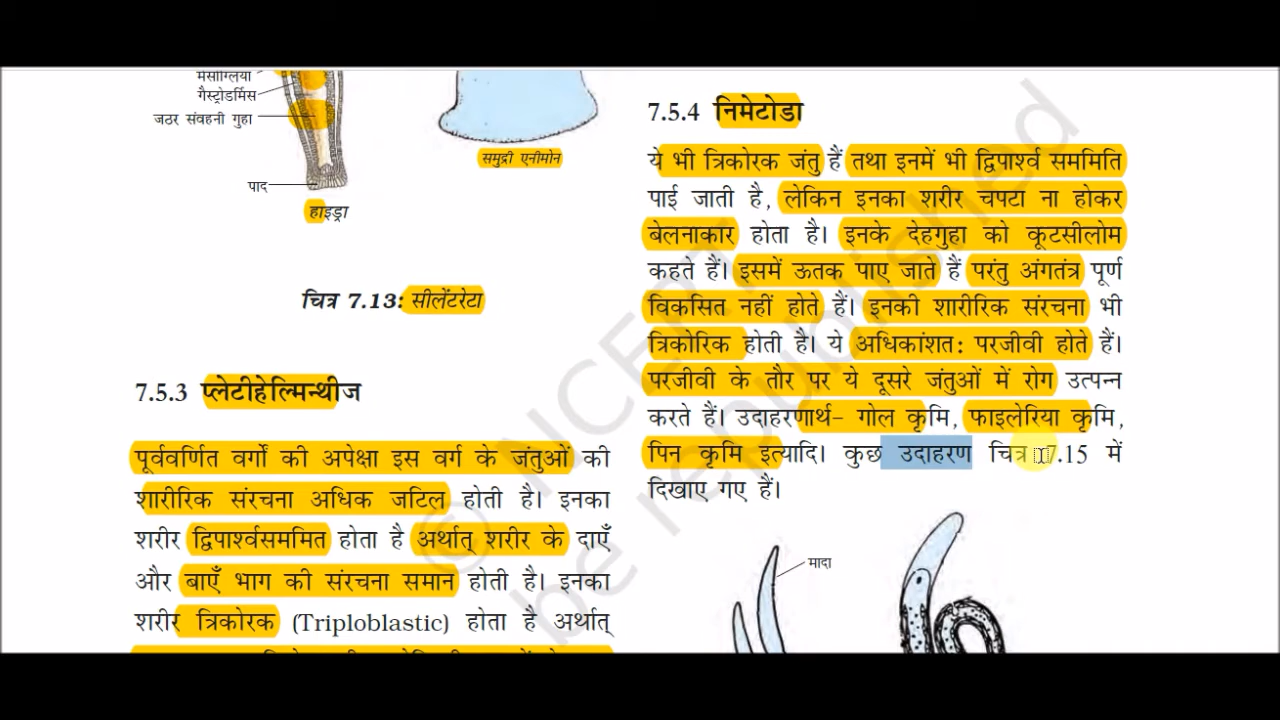 मेसोग्लिया
गैस्ट्रोडर्मिस
जठर संवहनी गुहा
पाद
हाइड्रा
समुद्री एनीमोन
चित्र 7.13: सीलेंटरेटा
7.5.3 प्लेटीहेल्मिन्थीज
पूर्ववर्णित वर्गों की अपेक्षा इस वर्ग के जंतुओं की
शारीरिक संरचना अधिक जटिल होती है। इनका
शरीर द्विपार्श्वसममित होता है अर्थात् शरीर के दाएँ
और बाएँ भाग की संरचना समान होती है। इनका
शरीर त्रिकोरक (Triploblastic) होता है अर्थात्
7.5.4 निमेटोडा
ये भी त्रिकोरक जंतु हैं तथा इनमें भी द्विपार्श्व सममिति
पाई जाती है, लेकिन इनका शरीर चपटा ना होकर
बेलनाकार होता है। इनके देहगुहा को कूटसीलोम
कहते हैं। इसमें ऊतक पाए जाते हैं परंतु अंगतंत्र पूर्ण
विकसित नहीं होते हैं। इनकी शारीरिक संरचना भी
त्रिकोरिक होती है। ये अधिकांशत: परजीवी होते हैं।
परजीवी के तौर पर ये दूसरे जंतुओं में रोग उत्पन्न
करते हैं। उदाहरणार्थ– गोल कृमि, फाइलेरिया कृमि,
पिन कृमि इत्यादि। कुछ उदाहरण चित्र 7.15 में
दिखाए गए हैं।
मादा
© NCERT
be republished